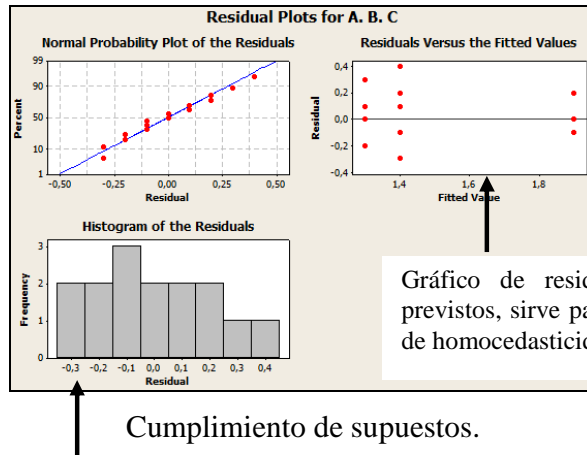 Residual Plots for A. B. C
Normal Probability Plot of the Residuals
Percent
99
90
50
10
1
-0,50
-0,25
0,00
0,25
0,50
Residual
Residuals Versus the Fitted Values
Residual
0,4
0,2
0,0
-0,2
-0,4
1,4
1,6
1,8
Fitted Value
Histogram of the Residuals
Frequency
3
2
1
0
-0,3
-0,2
-0,1
0,0
0,1
0,2
0,3
0,4
Residual
Gráfico de resid
previstos, sirve pa
de homocedasticid
Cumplimiento de supuestos.